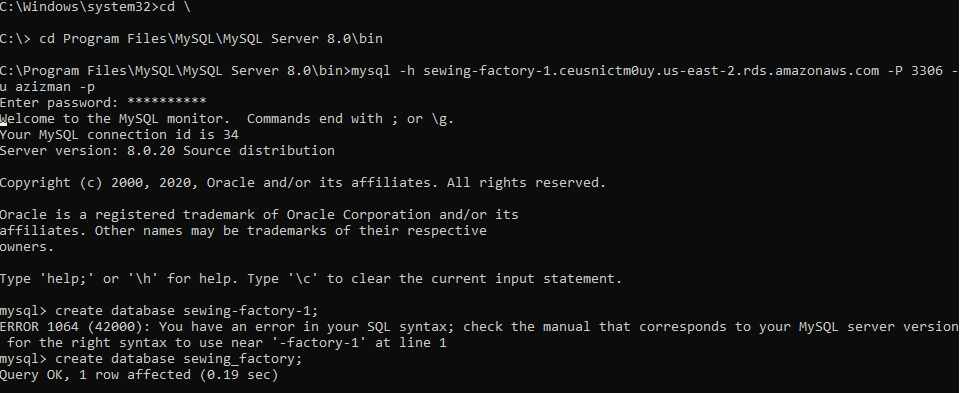 C:\Windows\system32>cd \
C:\> cd Program Files\MySQL\MySQL Server 8.0\bin
C:\Program Files\MySQL\MySQL Server 8.0\bin>mysql -h sewing-factory-1.ceusnictm0uy.us-east-2.rds.amazonaws.com -P 3306 -
u azizman -p
Enter password: **********
Welcome to the MySQL monitor.  Commands end with ; or \g.
Your MySQL connection id is 34
Server version: 8.0.20 Source distribution
Copyright (c) 2000, 2020, Oracle and/or its affiliates. All rights reserved.
Oracle is a registered trademark of Oracle Corporation and/or its
affiliates. Other names may be trademarks of their respective
owners.
Type 'help;' or '\h' for help. Type '\c' to clear the current input statement.
mysql> create database sewing-factory-1;
ERROR 1064 (42000): You have an error in your SQL syntax; check the manual that corresponds to your MySQL server version
 for the right syntax to use near '-factory-1' at line 1
mysql> create database sewing_factory;
Query OK, 1 row affected (0.19 sec)